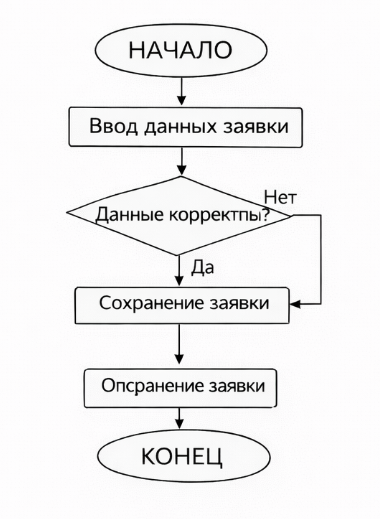 НАЧАЛО
Ввод данных заявки
Данные корректпы?
Нет
Да
Сохранение заявки
Опсранение заявки
КОНЕЦ